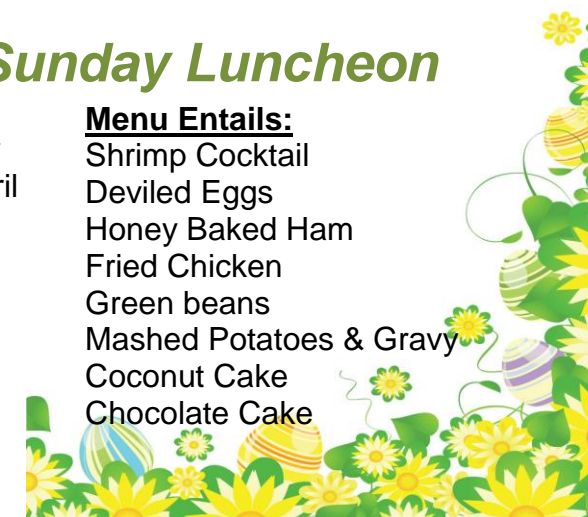 Sunday Luncheon
Menu Entails:
Shrimp Cocktail
Deviled Eggs
Honey Baked Ham
Fried Chicken
Green beans
Mashed Potatoes & Gravy
Coconut Cake
Chocolate Cake